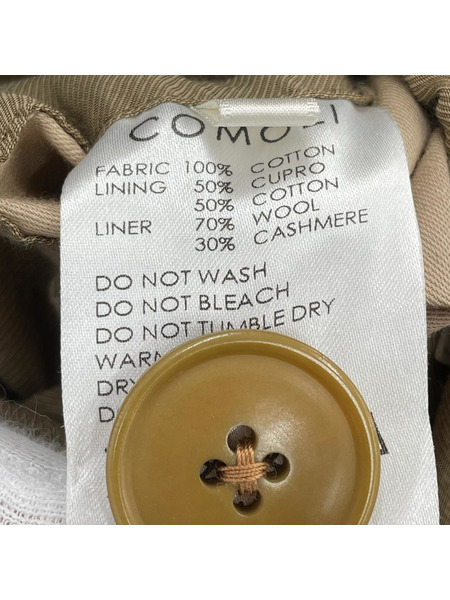 COMOLI
FABRIC 100% COTTON
LINING 50% CUPRO
50% COTTON
LINER 70% WOOL
30% CASHMERE
DO NOT WASH
DO NOT BLEACH
DO NOT TUMBLE DRY